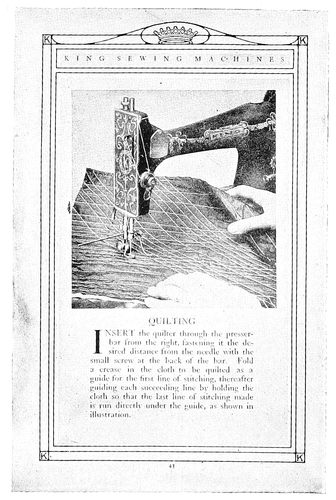 K K
KING SEWING MACHINES
QUILTING
INSERT the quilter through the presser-
bar from the right, fastening it the de-
sired distance from the needle with the
small screw at the back of the bar. Fold
a crease in the cloth to be quilted as a
guide for the first line of stitching, thereafter
guiding each succeeding line by holding the
cloth so that the last line of stitching made
is run directly under the guide, as shown in
illustration.
K K